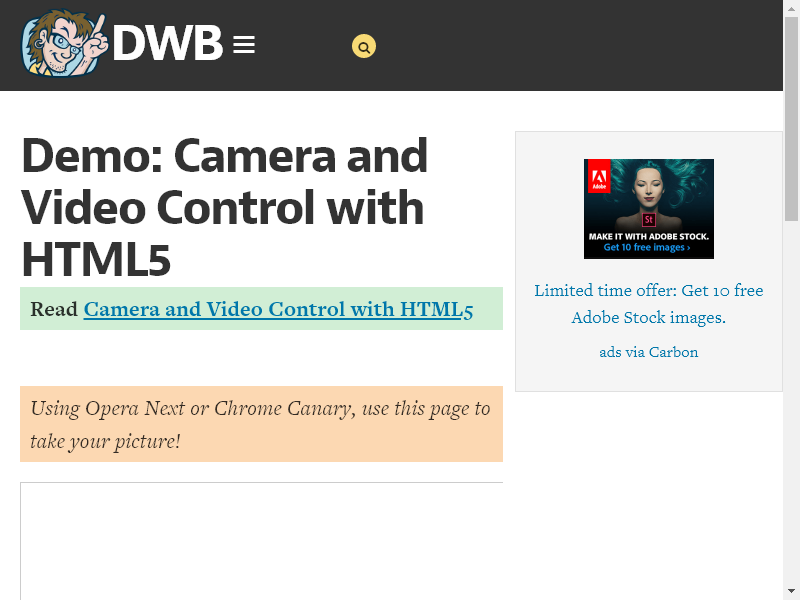 DWB
Demo: Camera and
Video Control with
HTML5
Read Camera and Video Control with HTML5
Using Opera Next or Chrome Canary, use this page to
take your picture!
Adobe
St
MAKE IT WITH ADOBE STOCK.
Get 10 free images ›
Limited time offer: Get 10 free
Adobe Stock images.
ads via Carbon